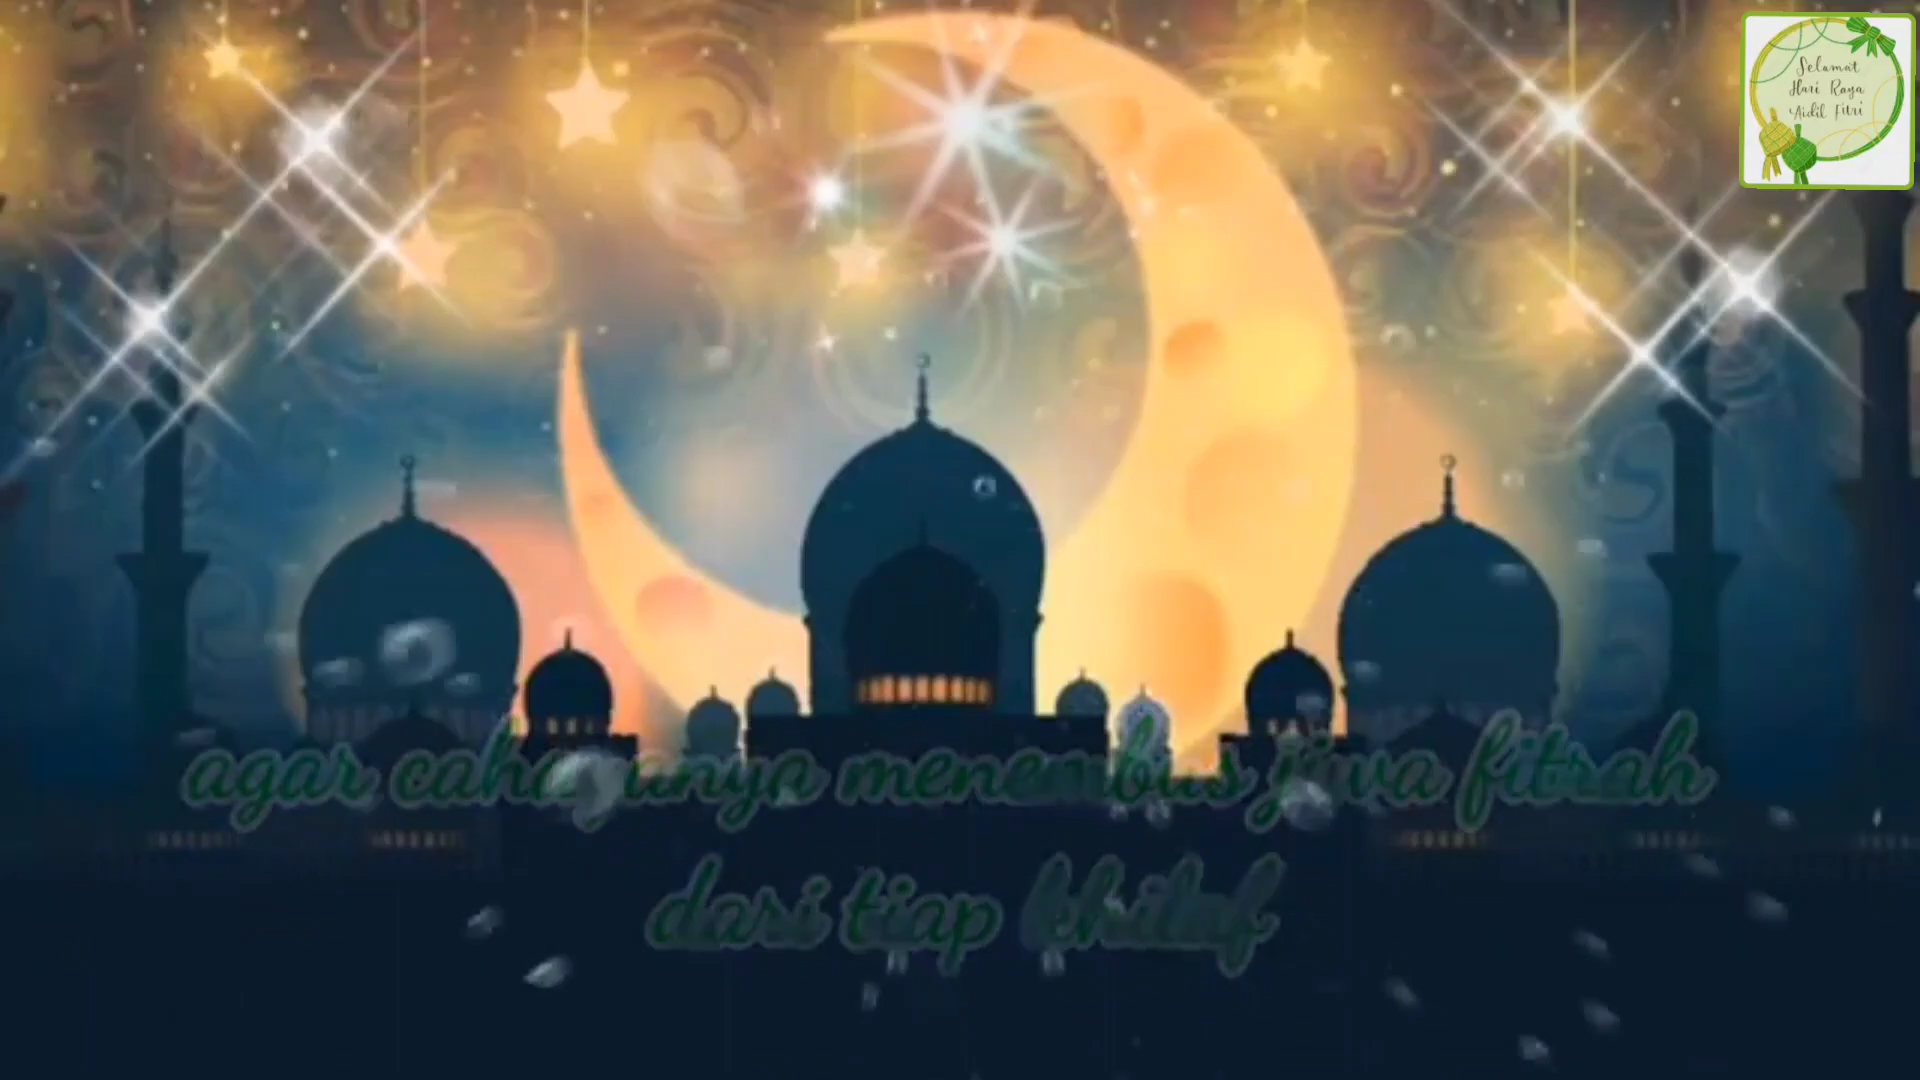 Selamat
Hari Raya
Aidil Fitri
agar cahayanya menembus jiwa fitrah
dari tiap khilaf